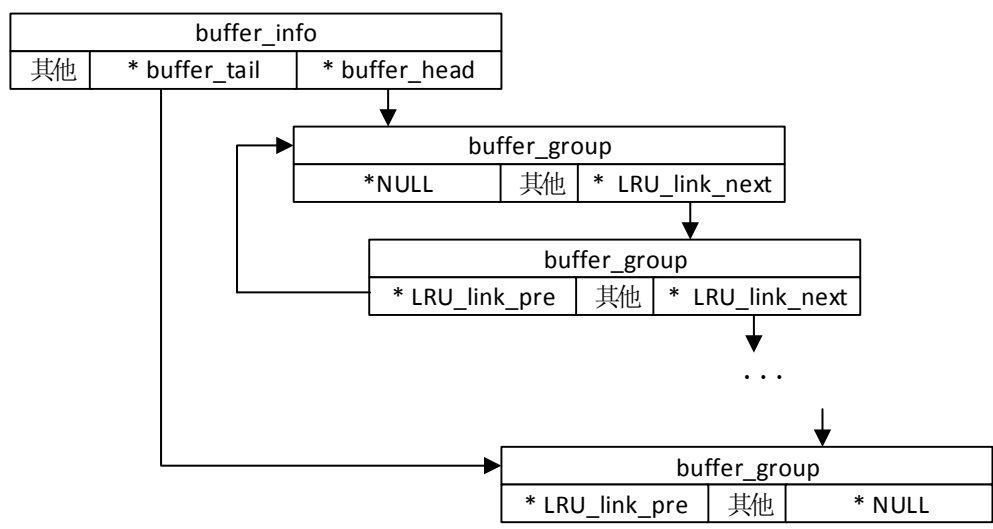 buffer_info
其他 * buffer_tail * buffer_head
buffer_group
*NULL 其他 * LRU_link_next
buffer_group
* LRU_link_pre 其他 * LRU_link_next
...
buffer_group
* LRU_link_pre 其他 * NULL